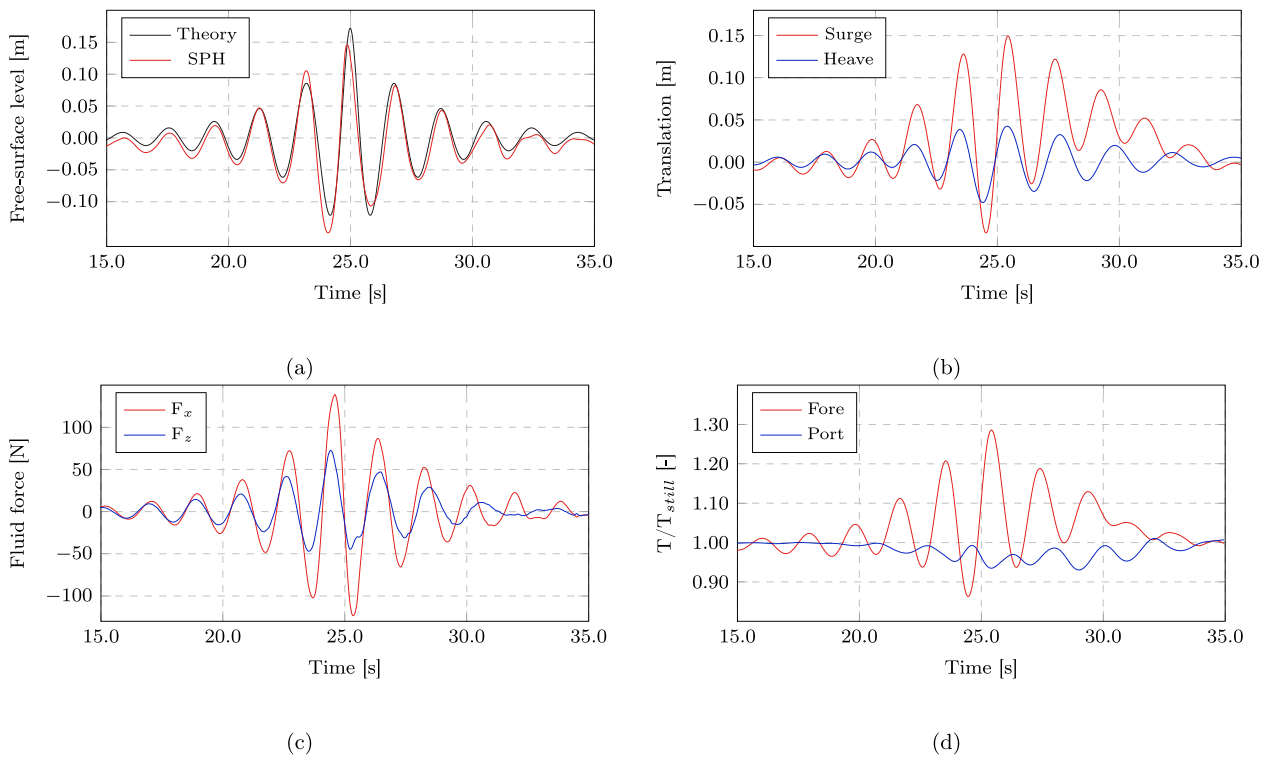 Free-surface level [m]
Theory
SPH
0.15
0.10
0.05
0.00
−0.05
−0.10
15.0 20.0 25.0 30.0 35.0
Time [s]
(a)
Translation [m]
Surge
Heave
0.15
0.10
0.05
0.00
−0.05
15.0 20.0 25.0 30.0 35.0
Time [s]
(b)
Fluid force [N]
Fx
Fz
100
50
0
−50
−100
15.0 20.0 25.0 30.0 35.0
Time [s]
(c)
T/Tstill [-]
Fore
Port
1.30
1.20
1.10
1.00
0.90
15.0 20.0 25.0 30.0 35.0
Time [s]
(d)